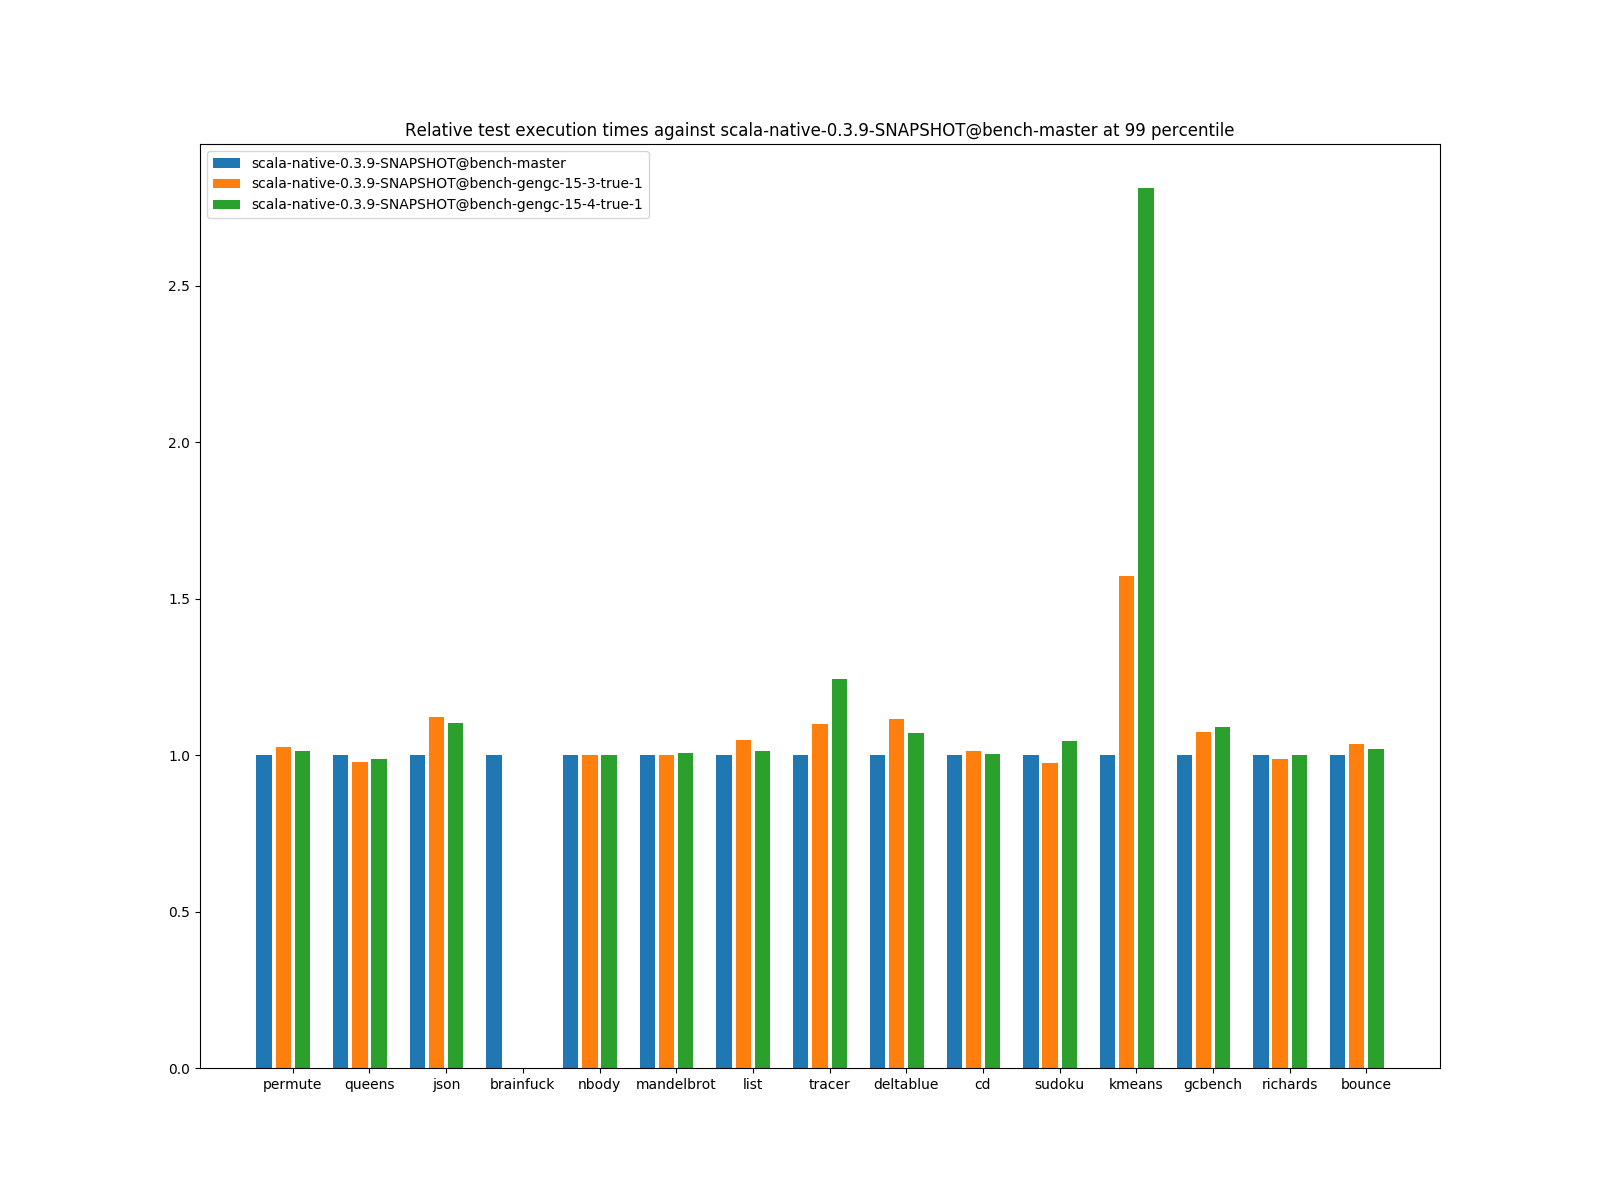 Relative test execution times against scala-native-0.3.9-SNAPSHOT@bench-master at 99 percentile
scala-native-0.3.9-SNAPSHOT@bench-master
scala-native-0.3.9-SNAPSHOT@bench-gengc-15-3-true-1
scala-native-0.3.9-SNAPSHOT@bench-gengc-15-4-true-1
2.5
2.0
1.5
1.0
0.5
0.0
permute queens json brainfuck nbody mandelbrot list tracer deltablue cd sudoku kmeans gcbench richards bounce